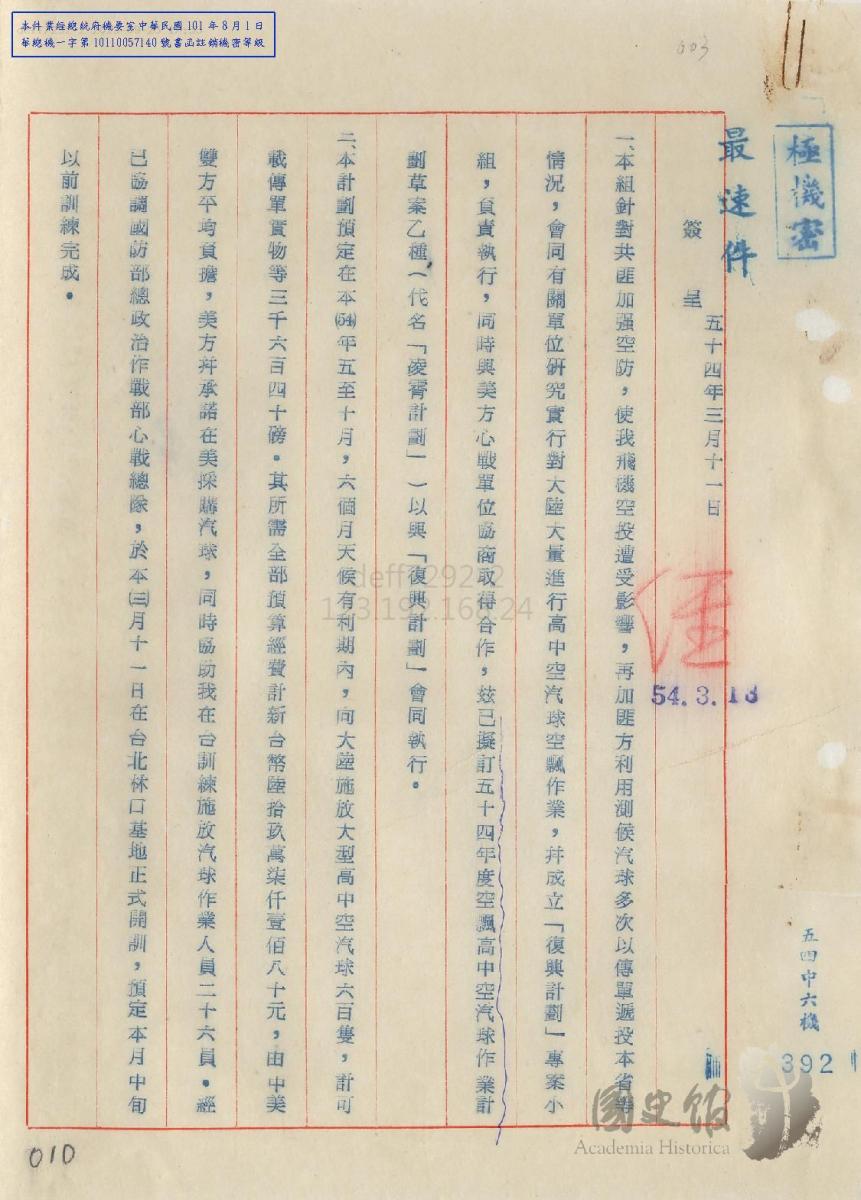 本件業經總統府機要室中華民國101年8月1日
華總機一字第10110057140號書函註銷機密等級
003
極機密
最速件
簽呈 五十四年三月十一日
54.3.18
一、本組針對共匪加强空防，使我飛機空投遭受影響，再加匪方利用測候汽球多次以傳單遞投本省等
情況，會同有關單位研究實行對大陸大量進行高中空汽球空飄作業，幷成立「復興計劃」專案小
組，負責執行，同時與美方心戰單位協商取得合作，茲已擬訂五十四年度空飄高中空汽球作業計
劃草案乙種（代名「凌霄計劃」）以與「復興計劃」會同執行。
二、本計劃預定在本(54)年五至十月，六個月天候有利期內，向大陸施放大型高中空汽球六百隻，計可
載傳單實物等三千六百四十磅。其所需全部預算經費計新台幣陸拾玖萬柒仟壹佰八十元，由中美
雙方平均負擔，美方幷承諾在美採購汽球，同時協助我在台訓練施放汽球作業人員二十六員。經
已協調國防部總政治作戰部心戰總隊，於本(三)月十一日在台北林口基地正式開訓，預定本月中旬
以前訓練完成。
五四中六機
392
國史館
Academia Historica
010